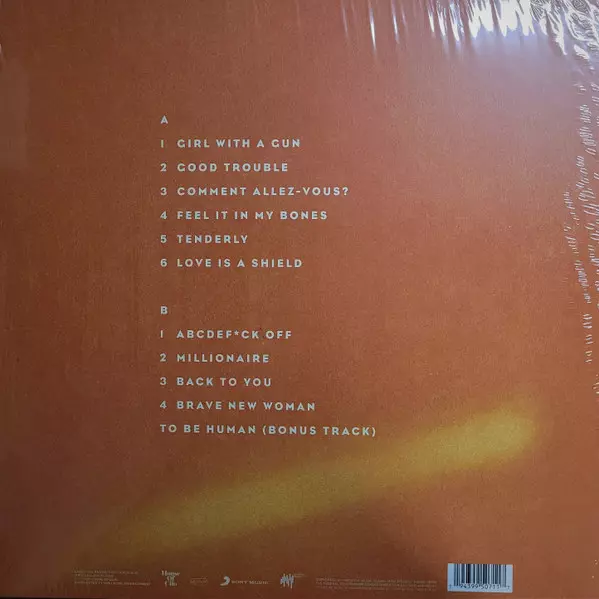 A
1 GIRL WITH A GUN
2 GOOD TROUBLE
3 COMMENT ALLEZ-VOUS?
4 FEEL IT IN MY BONES
5 TENDERLY
6 LOVE IS A SHIELD
B
1 ABCDEF*CK OFF
2 MILLIONAIRE
3 BACK TO YOU
4 BRAVE NEW WOMAN
TO BE HUMAN (BONUS TRACK)